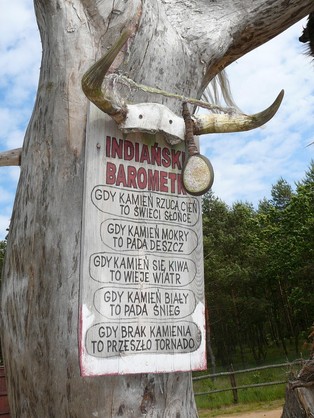 INDIAŃSKI
BAROMETR
GDY KAMIEŃ RZUCA CIEŃ
TO ŚWIECI SŁOŃCE
GDY KAMIEŃ MOKRY
TO PADA DESZCZ
GDY KAMIEŃ SIĘ KIWA
TO WIEJE WIATR
GDY KAMIEŃ BIAŁY
TO PADA ŚNIEG
GDY BRAK KAMIENIA
TO PRZESZŁO TORNADO